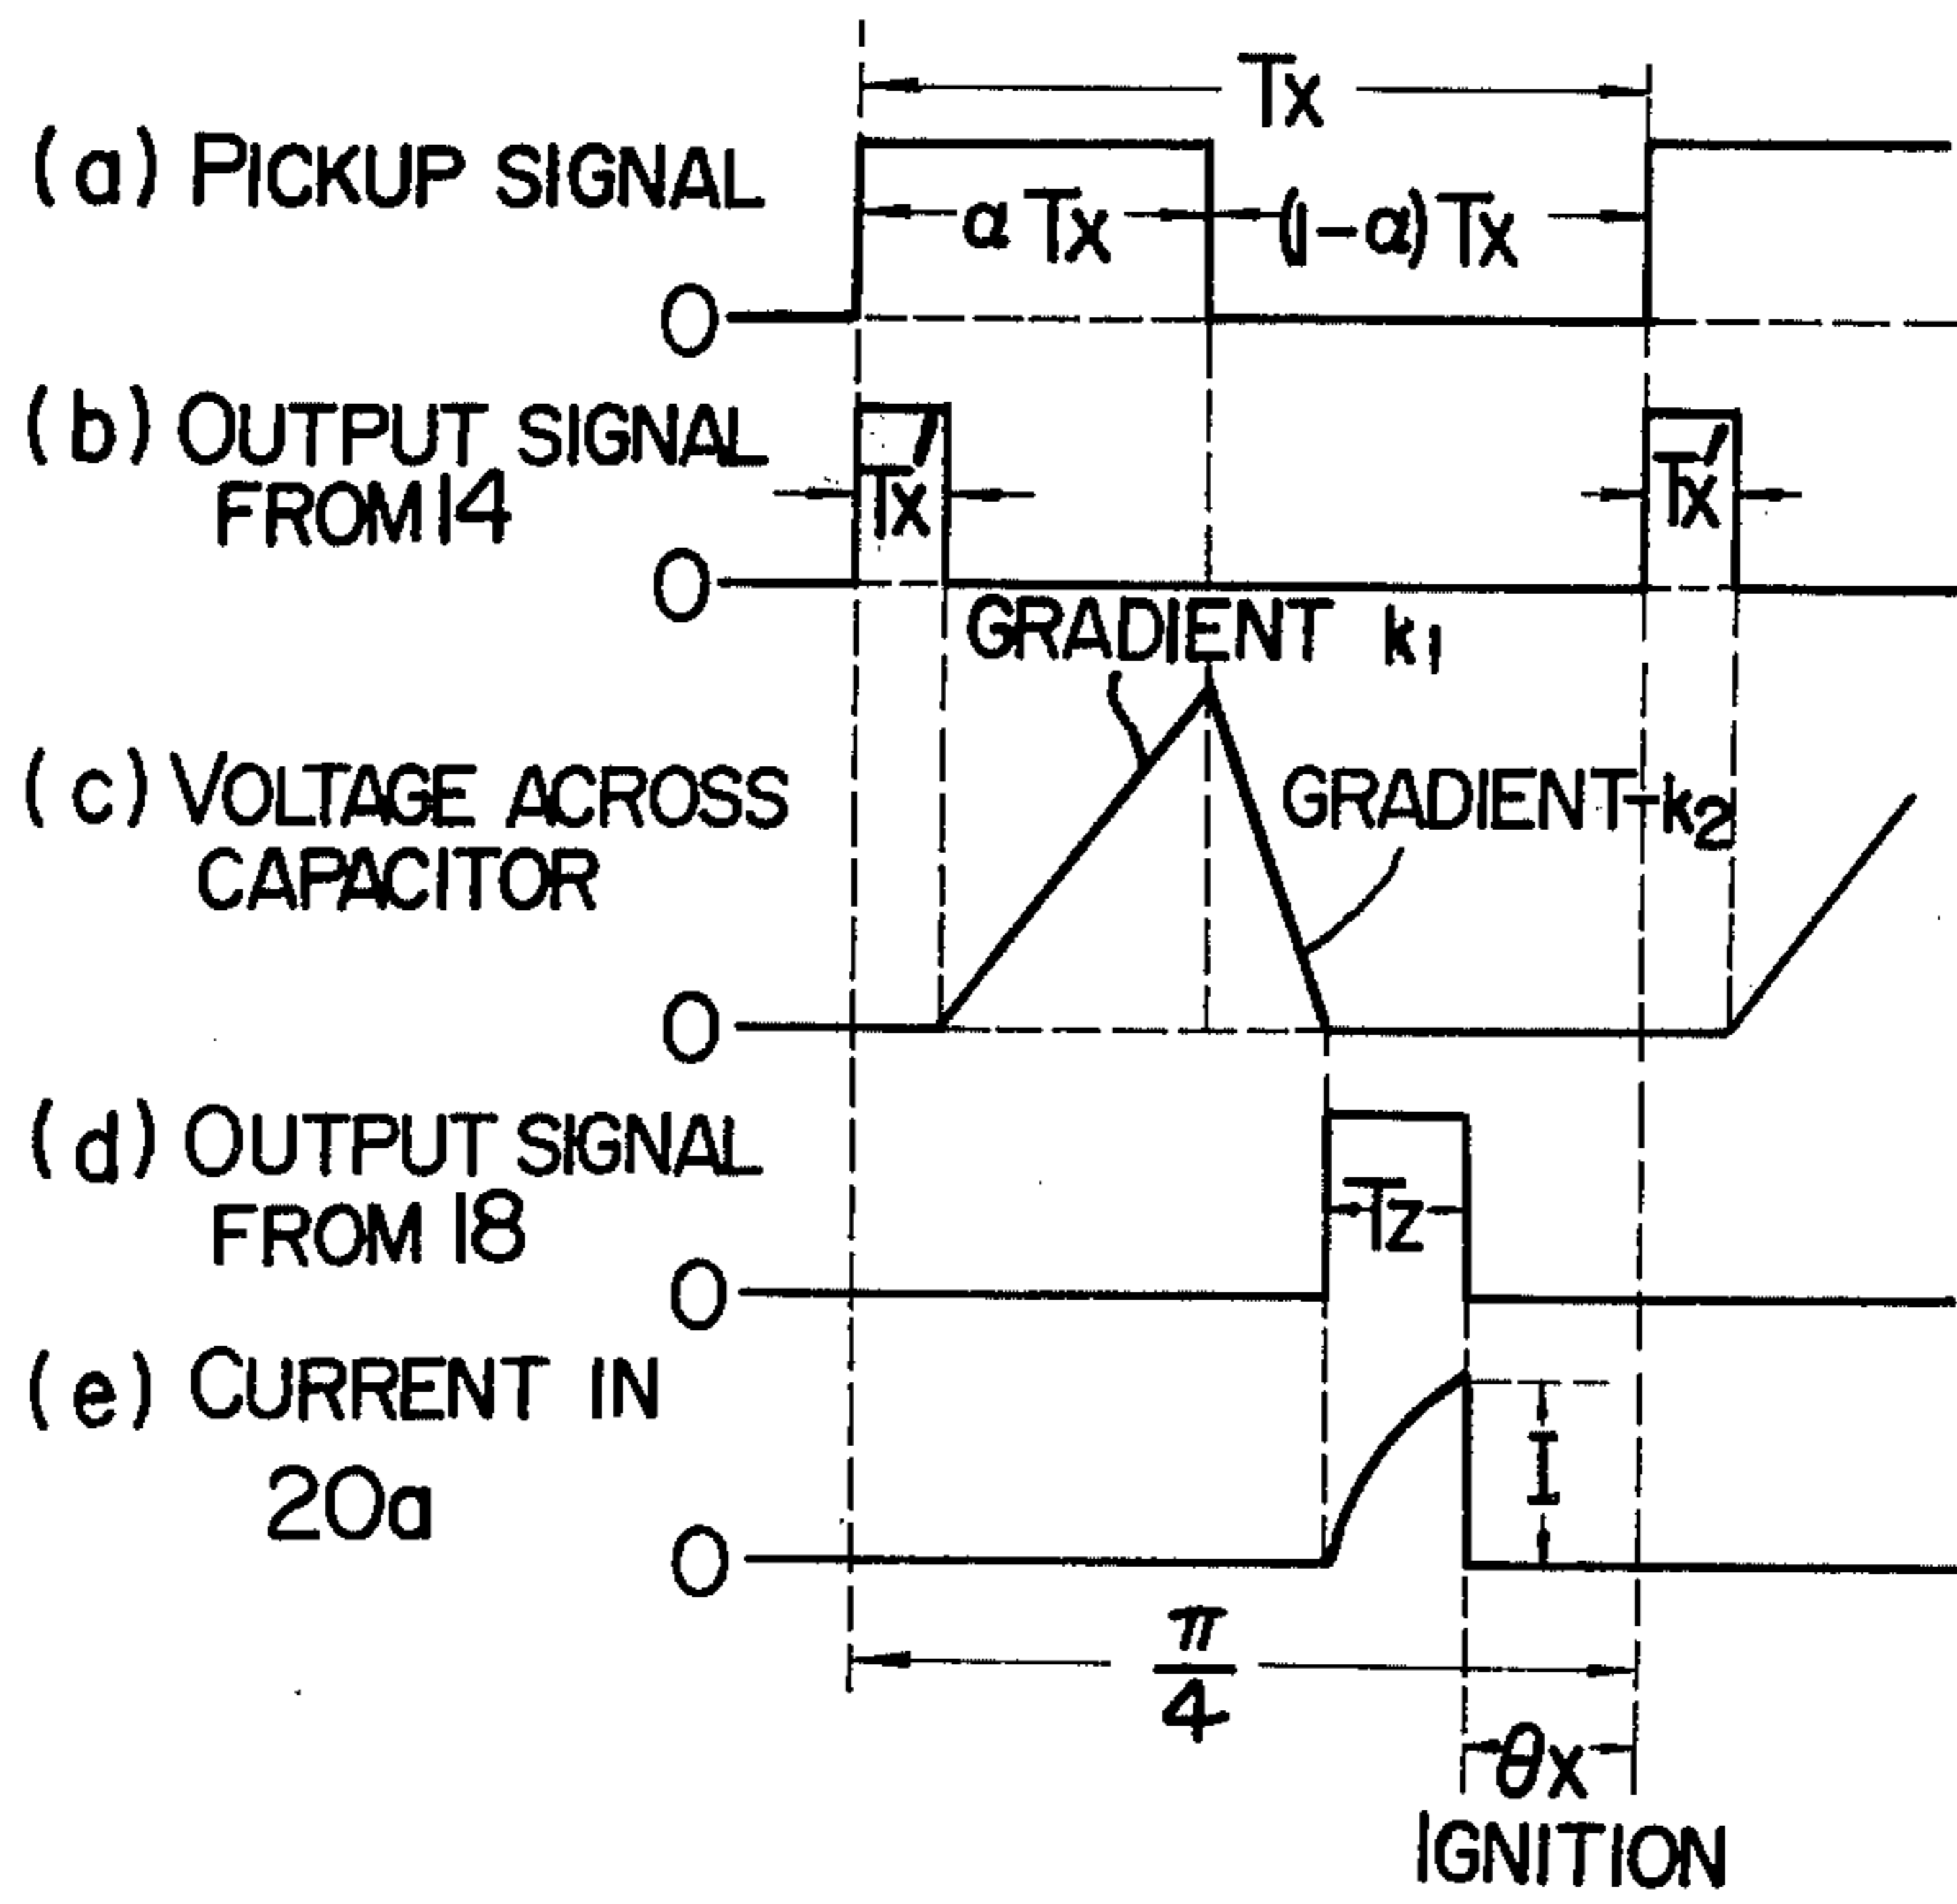 Tx
(a) PICKUP SIGNAL
α Tx
(1-α) Tx
0
(b) OUTPUT SIGNAL
FROM 14
Tx'
Tx'
0
GRADIENT k1
(c) VOLTAGE ACROSS
CAPACITOR
GRADIENT-k2
0
(d) OUTPUT SIGNAL
FROM 18
Tz
0
(e) CURRENT IN
20a
I
0
π
4
θx
IGNITION